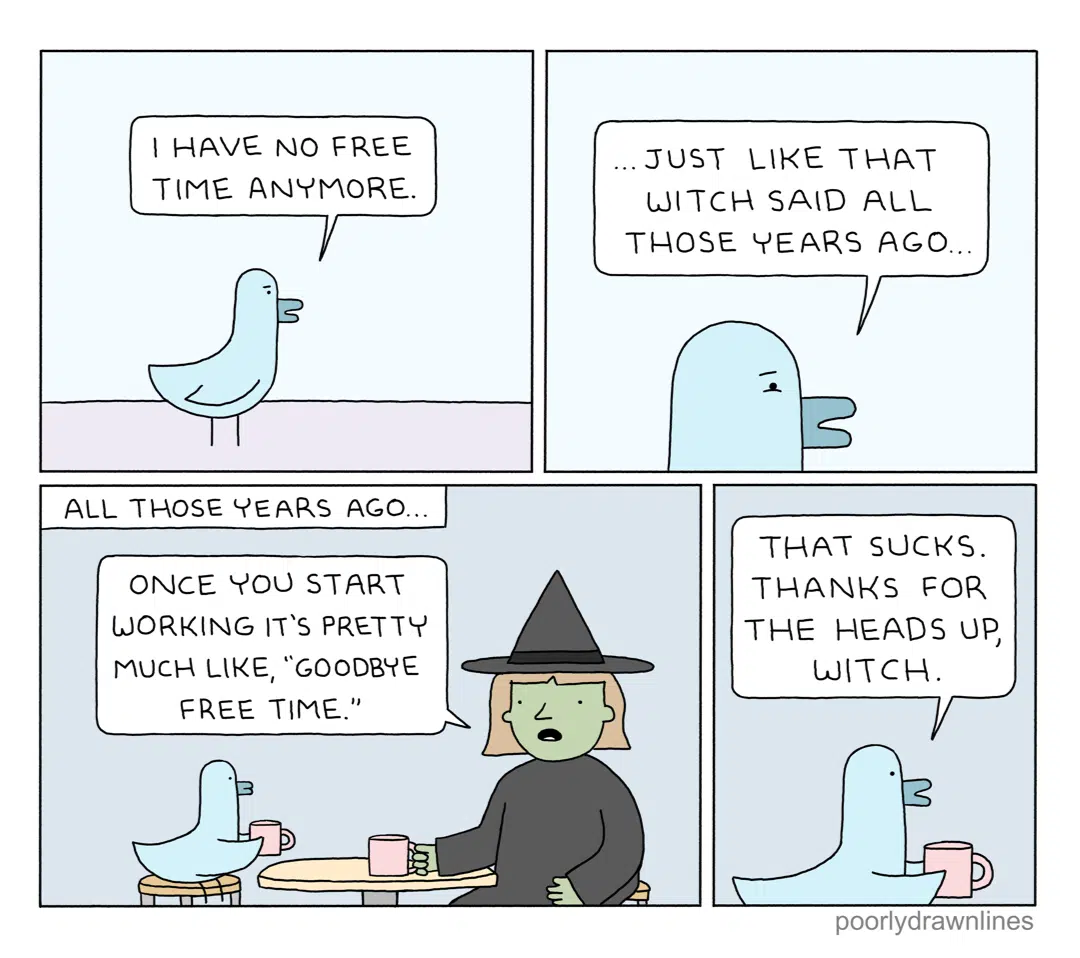 I HAVE NO FREE
TIME ANYMORE.
...JUST LIKE THAT
WITCH SAID ALL
THOSE YEARS AGO...
ALL THOSE YEARS AGO...
ONCE YOU START
WORKING IT'S PRETTY
MUCH LIKE, "GOODBYE
FREE TIME."
THAT SUCKS.
THANKS FOR
THE HEADS UP,
WITCH.
poorlydrawnlines